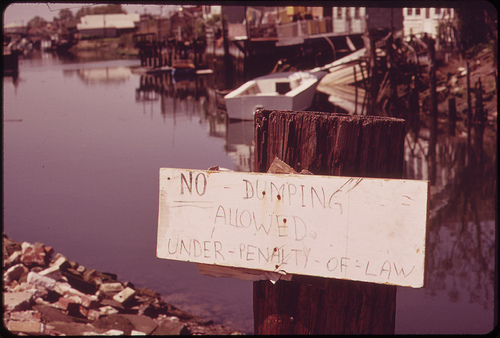 NO - DUMPING
ALLOWED
UNDER-PENALTY-OF-LAW